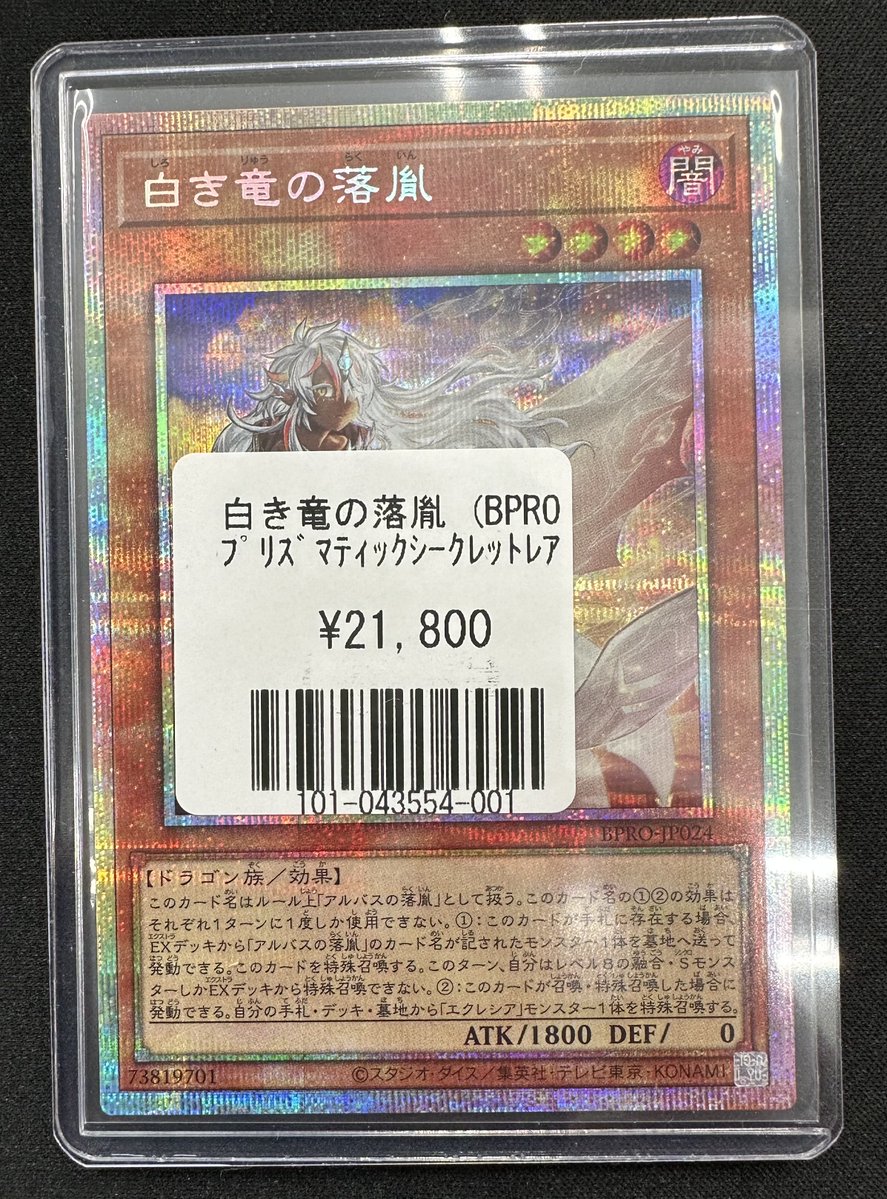 白き竜の落胤
闇
白き竜の落胤 (BPRO
プリズマティックシークレットレア
¥21,800
101-043554-001
BPRO-JP024
【ドラゴン族／効果】
このカード名はルール上「アルバスの落胤」として扱う。このカード名の①②の効果は
それぞれ１ターンに１度しか使用できない。①：このカードが手札に存在する場合、
EXデッキから「アルバスの落胤」のカード名が記されたモンスター１体を墓地へ送って
発動できる。このカードを特殊召喚する。このターン、自分はレベル８の融合・Ｓモンス
ターしかEXデッキから特殊召喚できない。②：このカードが召喚・特殊召喚した場合に
発動できる。自分の手札・デッキ・墓地から「エクレシア」モンスター１体を特殊召喚する。
ATK/1800 DEF/ 0
73819701 ©スタジオ・ダイス／集英社・テレビ東京・KONAMI